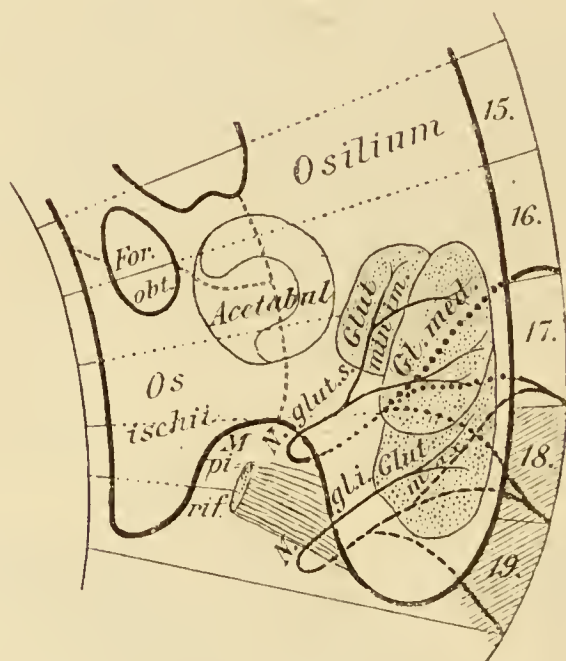 15.
Os ilium
16.
For.
obt.
Acetabul
Glut
minim.
Gl. med.
17.
Os
ischii.
N. glut. s.
M
pi-
rif.
N. gl. i.
Glut
18.
19.